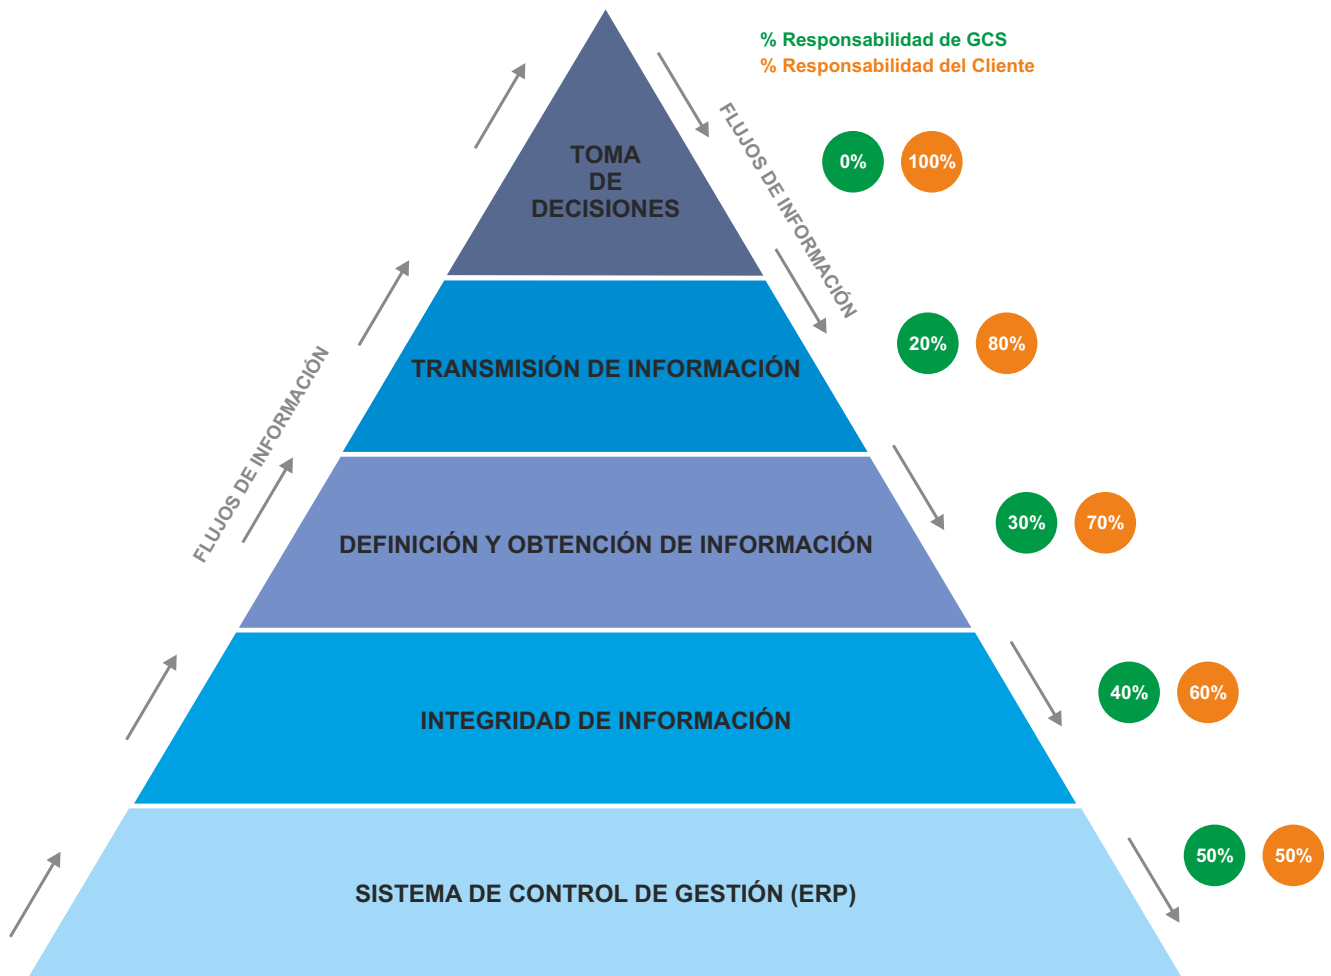 % Responsabilidad de GCS
% Responsabilidad del Cliente
TOMA
DE
DECISIONES
FLUJOS DE INFORMACIÓN
0%
100%
TRANSMISIÓN DE INFORMACIÓN
20%
80%
FLUJOS DE INFORMACIÓN
DEFINICIÓN Y OBTENCIÓN DE INFORMACIÓN
30%
70%
INTEGRIDAD DE INFORMACIÓN
40%
60%
SISTEMA DE CONTROL DE GESTIÓN (ERP)
50%
50%